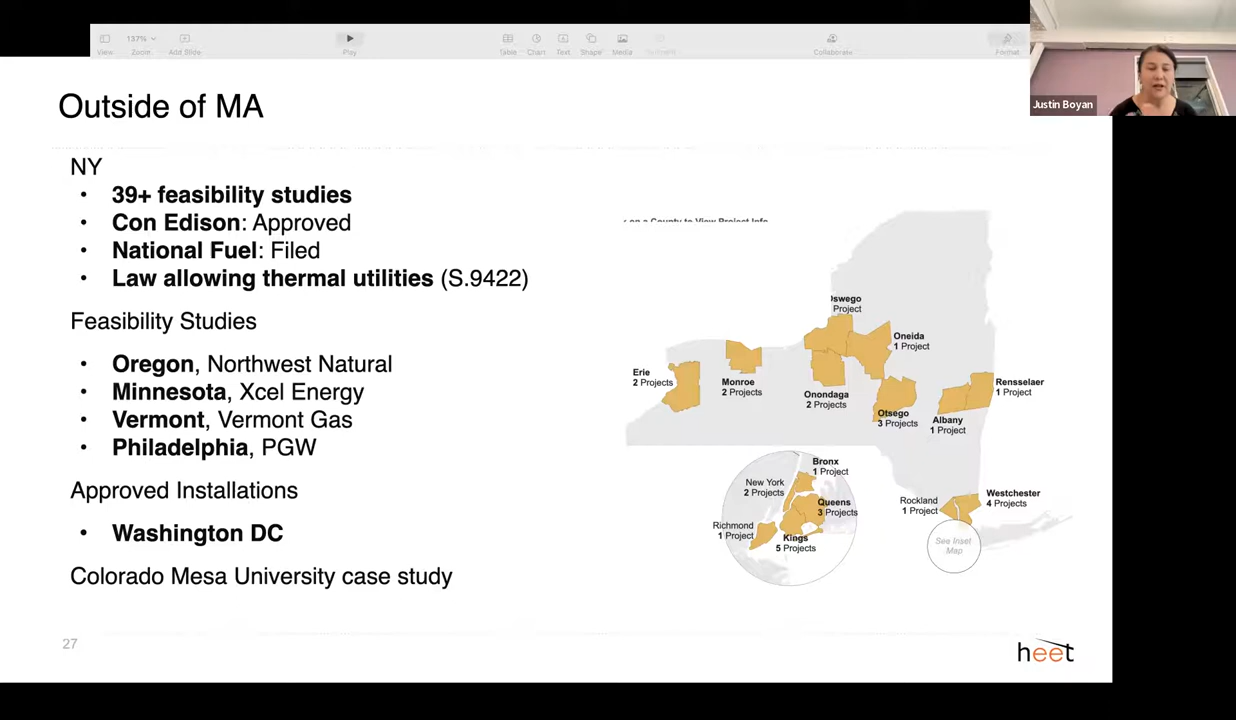 137%
View
Zoom
Add Slide
Play
Table
Chart
Text
Shape
Media
Collaborate
Format
Justin Boyan
Outside of MA
NY
• 39+ feasibility studies
• Con Edison: Approved
• National Fuel: Filed
• Law allowing thermal utilities (S.9422)
Feasibility Studies
• Oregon, Northwest Natural
• Minnesota, Xcel Energy
• Vermont, Vermont Gas
• Philadelphia, PGW
Approved Installations
• Washington DC
Colorado Mesa University case study
on a County to View Project Info
Oswego
Project
Oneida
1 Project
Erie
2 Projects
Monroe
2 Projects
Onondaga
2 Projects
Otsego
3 Projects
Rensselaer
1 Project
Albany
1 Project
Bronx
1 Project
New York
2 Projects
Queens
3 Projects
Richmond
1 Project
Kings
5 Projects
Rockland
1 Project
Westchester
4 Projects
See Inset
Map
27
heet